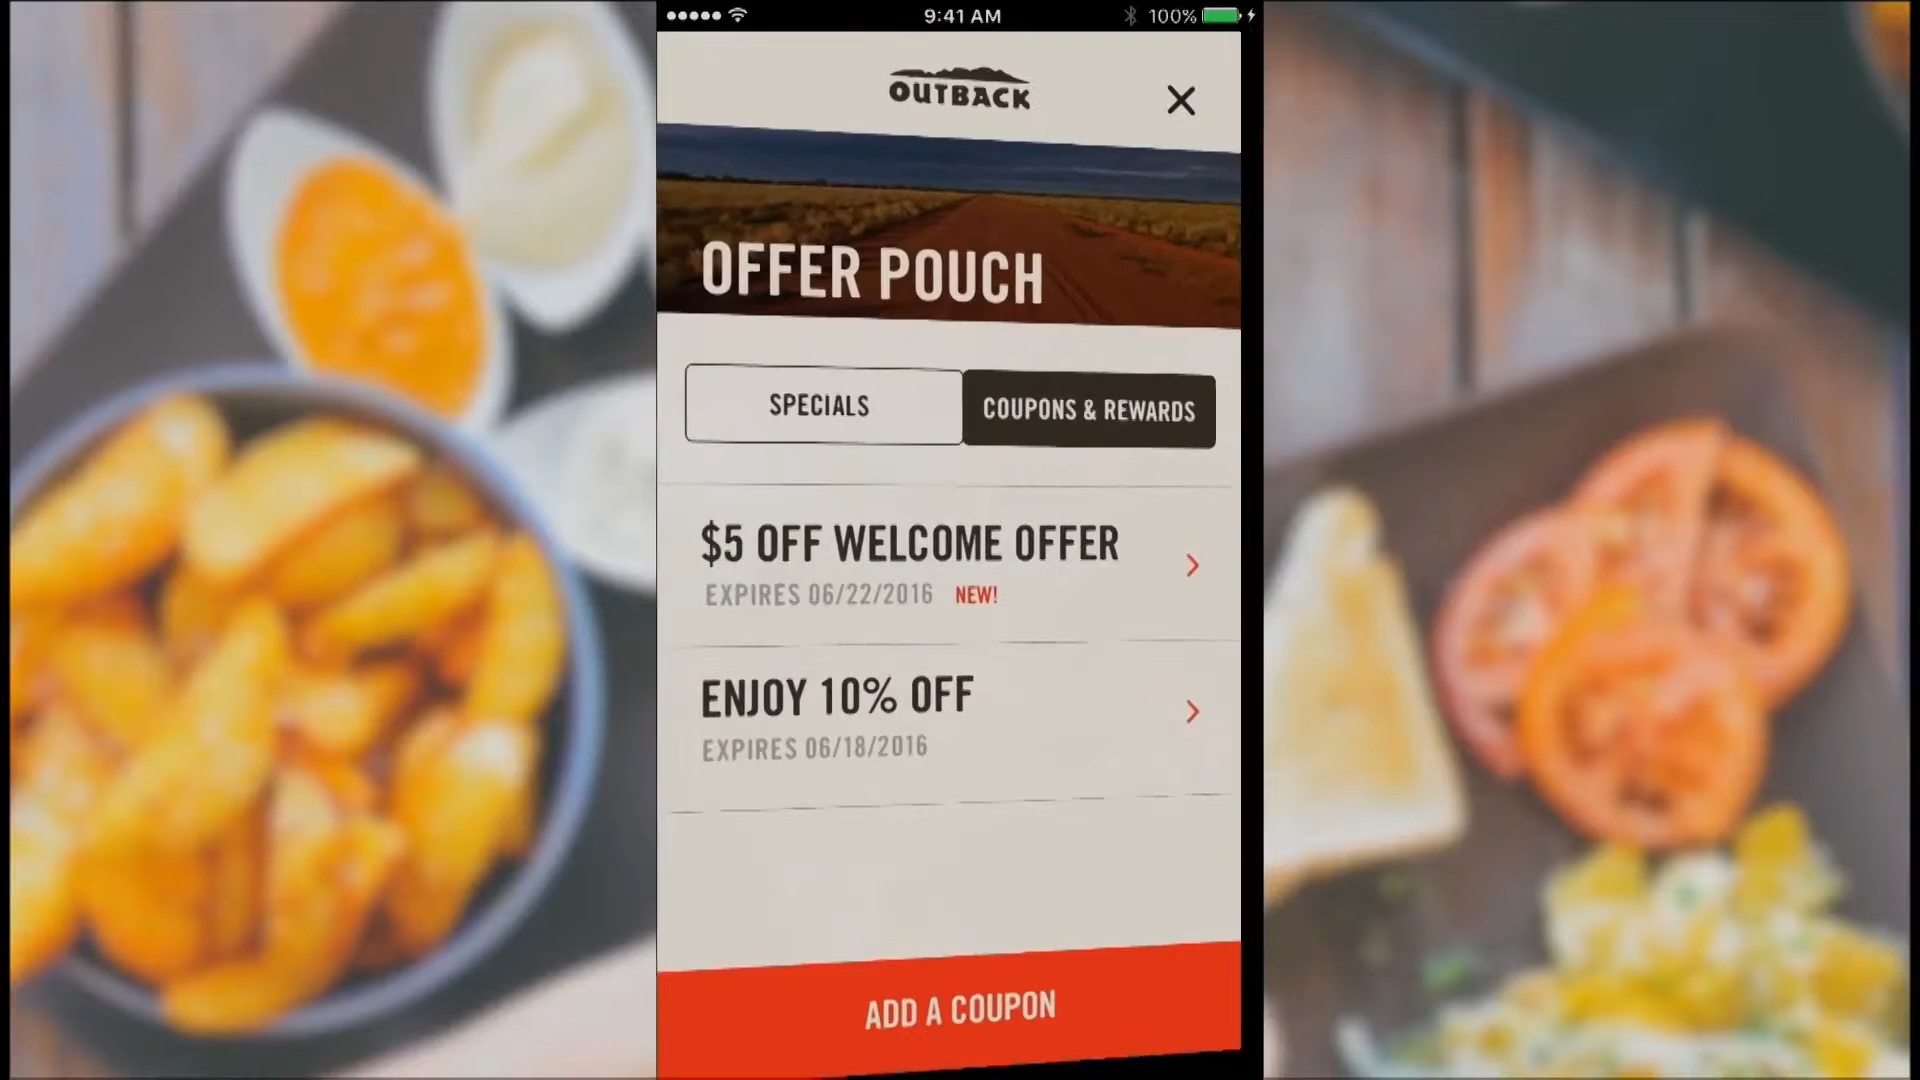 9:41 AM
100%
OUTBACK
OFFER POUCH
SPECIALS
COUPONS & REWARDS
$5 OFF WELCOME OFFER
EXPIRES 06/22/2016 NEW!
ENJOY 10% OFF
EXPIRES 06/18/2016
ADD A COUPON